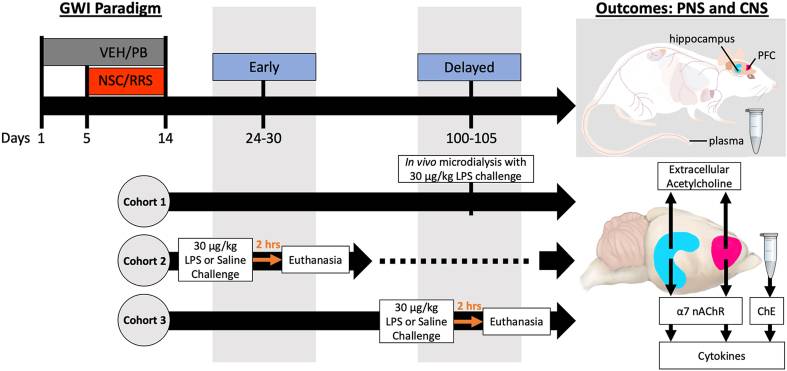 GWI Paradigm
Outcomes: PNS and CNS
VEH/PB
NSC/RRS
Early
Delayed
hippocampus
PFC
plasma
Days
1
5
14
24-30
100-105
In vivo microdialysis with
30 µg/kg LPS challenge
Cohort 1
Extracellular
Acetylcholine
Cohort 2
30 µg/kg
LPS or Saline
Challenge
2 hrs
Euthanasia
Cohort 3
30 µg/kg
LPS or Saline
Challenge
2 hrs
Euthanasia
α7 nAChR
ChE
Cytokines